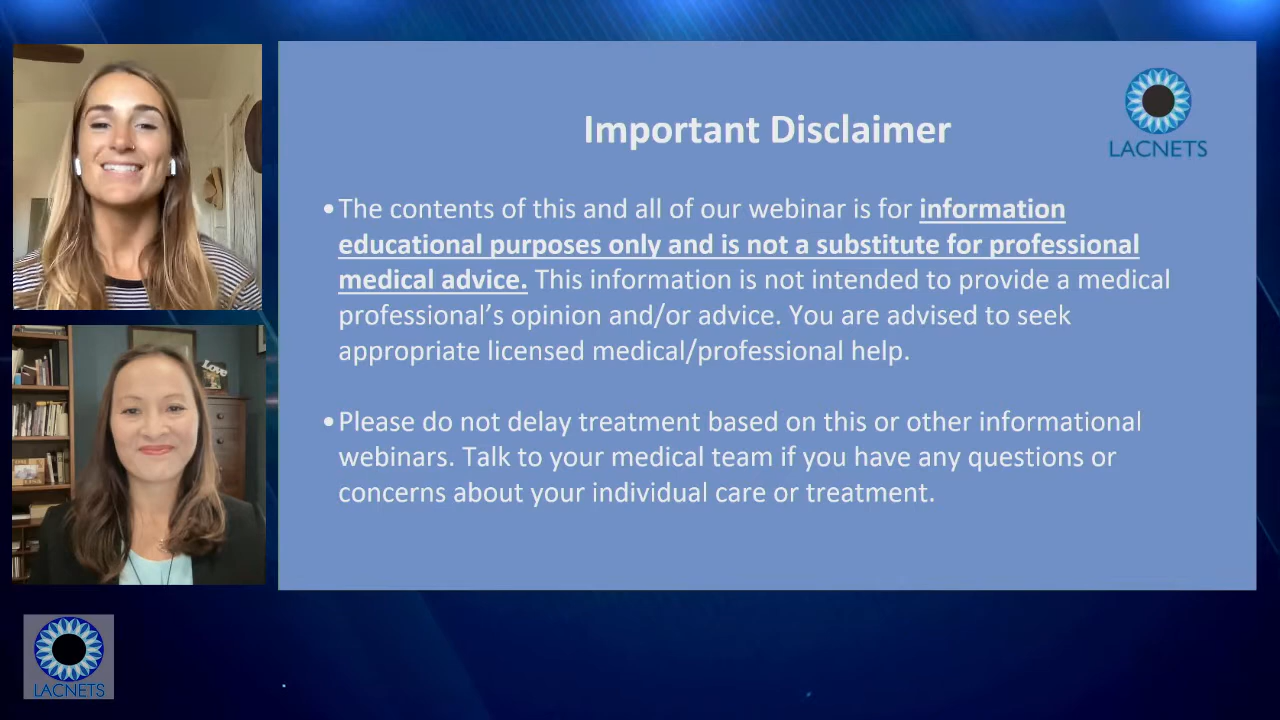 Love
Important Disclaimer
LACNETS
•The contents of this and all of our webinar is for information
educational purposes only and is not a substitute for professional
medical advice. This information is not intended to provide a medical
professional’s opinion and/or advice. You are advised to seek
appropriate licensed medical/professional help.
•Please do not delay treatment based on this or other informational
webinars. Talk to your medical team if you have any questions or
concerns about your individual care or treatment.
LACNETS